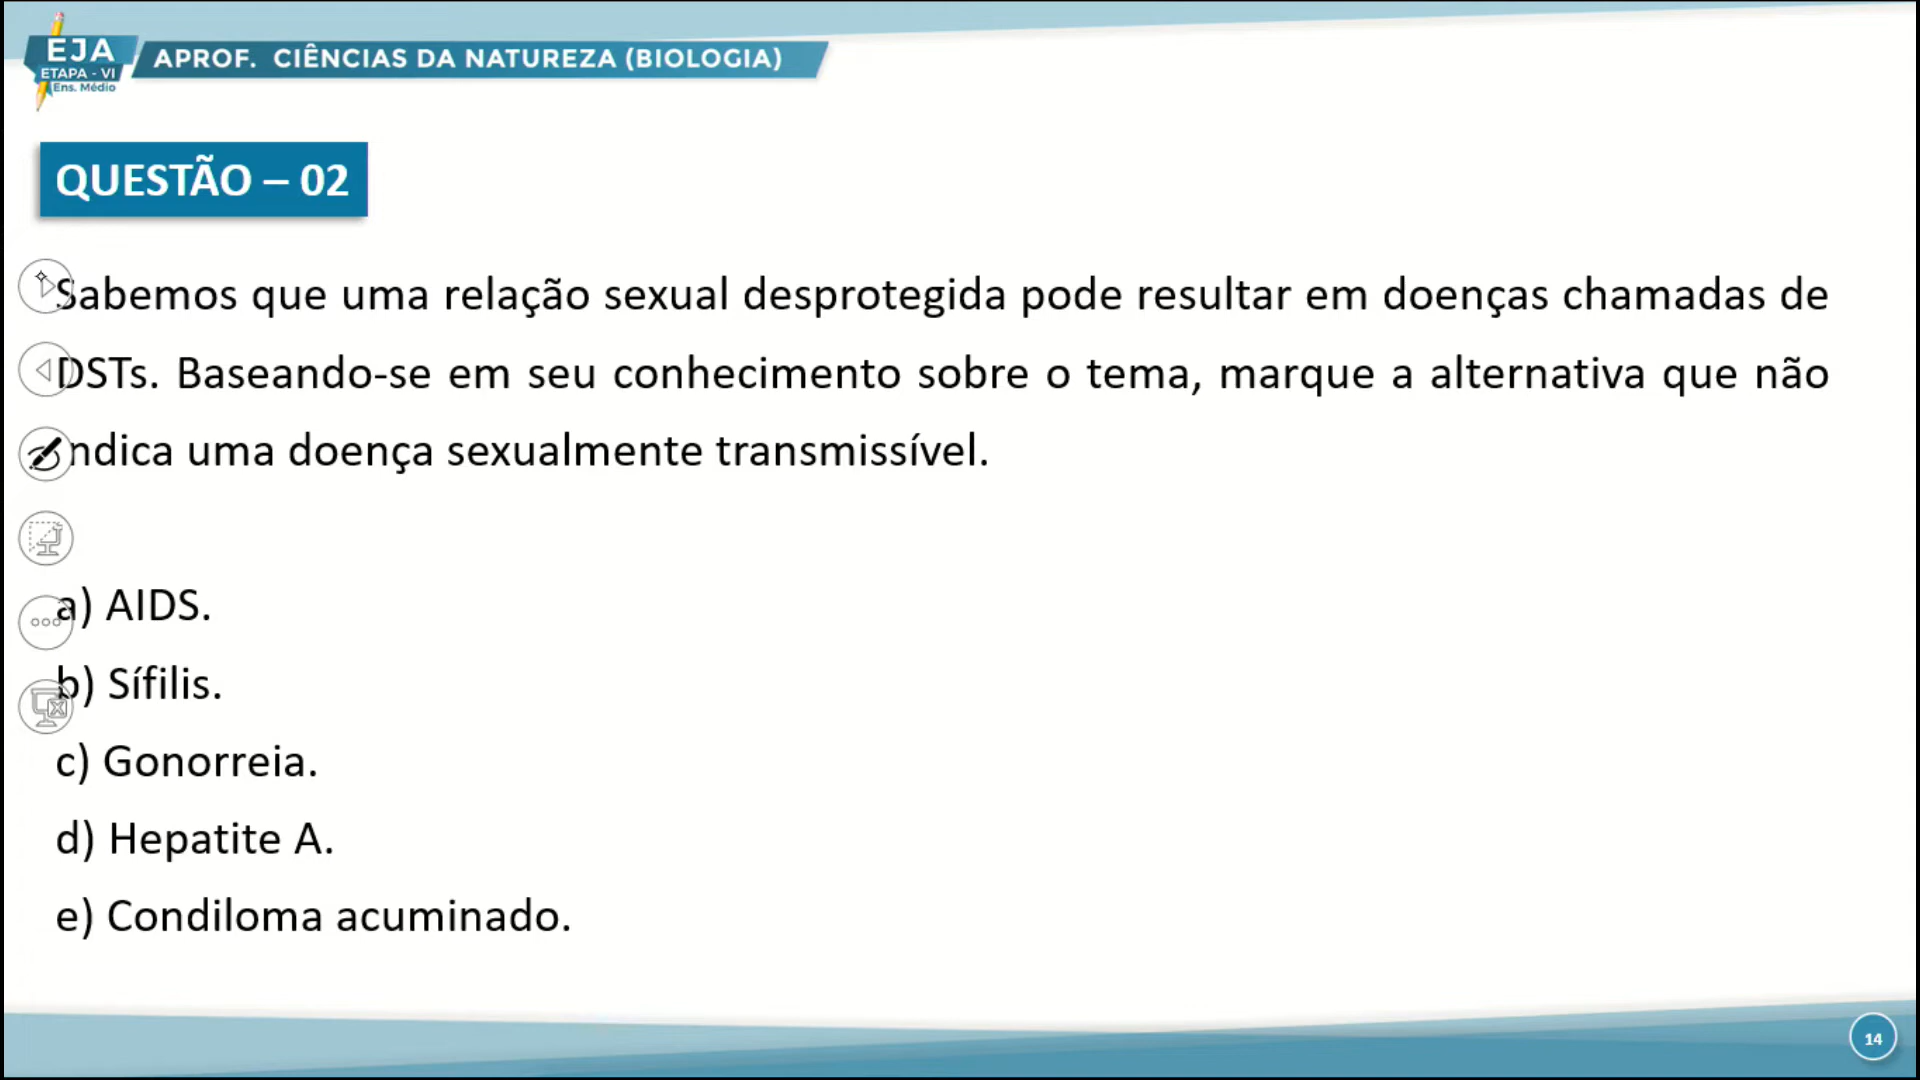 EJA
ETAPA - VI
Ens. Médio
APROF. CIÊNCIAS DA NATUREZA (BIOLOGIA)
QUESTÃO – 02
Sabemos que uma relação sexual desprotegida pode resultar em doenças chamadas de
DSTs. Baseando-se em seu conhecimento sobre o tema, marque a alternativa que não
indica uma doença sexualmente transmissível.
a) AIDS.
b) Sífilis.
c) Gonorreia.
d) Hepatite A.
e) Condiloma acuminado.
14